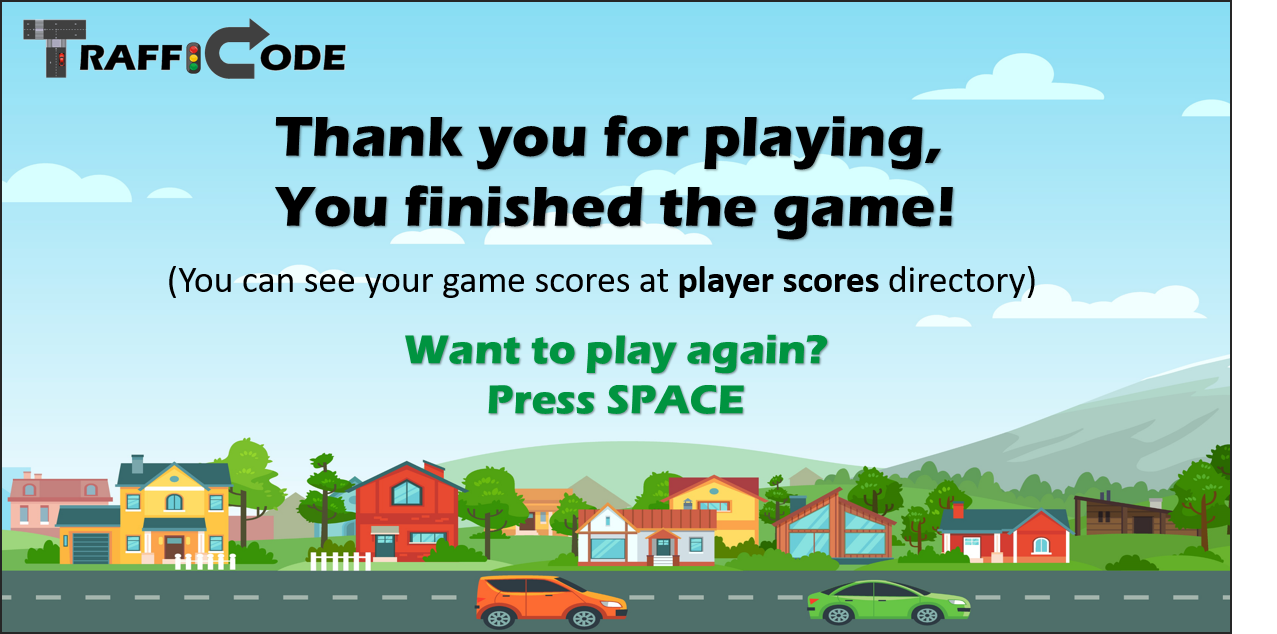 TRAFFICODE
Thank you for playing,
You finished the game!
(You can see your game scores at player scores directory)
Want to play again?
Press SPACE